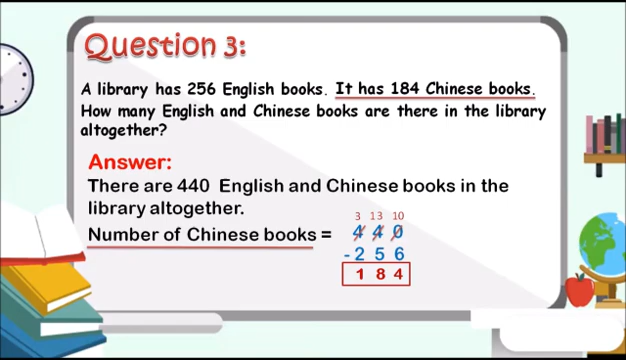 Question 3:
A library has 256 English books. It has 184 Chinese books.
How many English and Chinese books are there in the library
altogether?
Answer:
There are 440 English and Chinese books in the
library altogether.
3 13 10
Number of Chinese books = 4 4 0
- 2 5 6
1 8 4